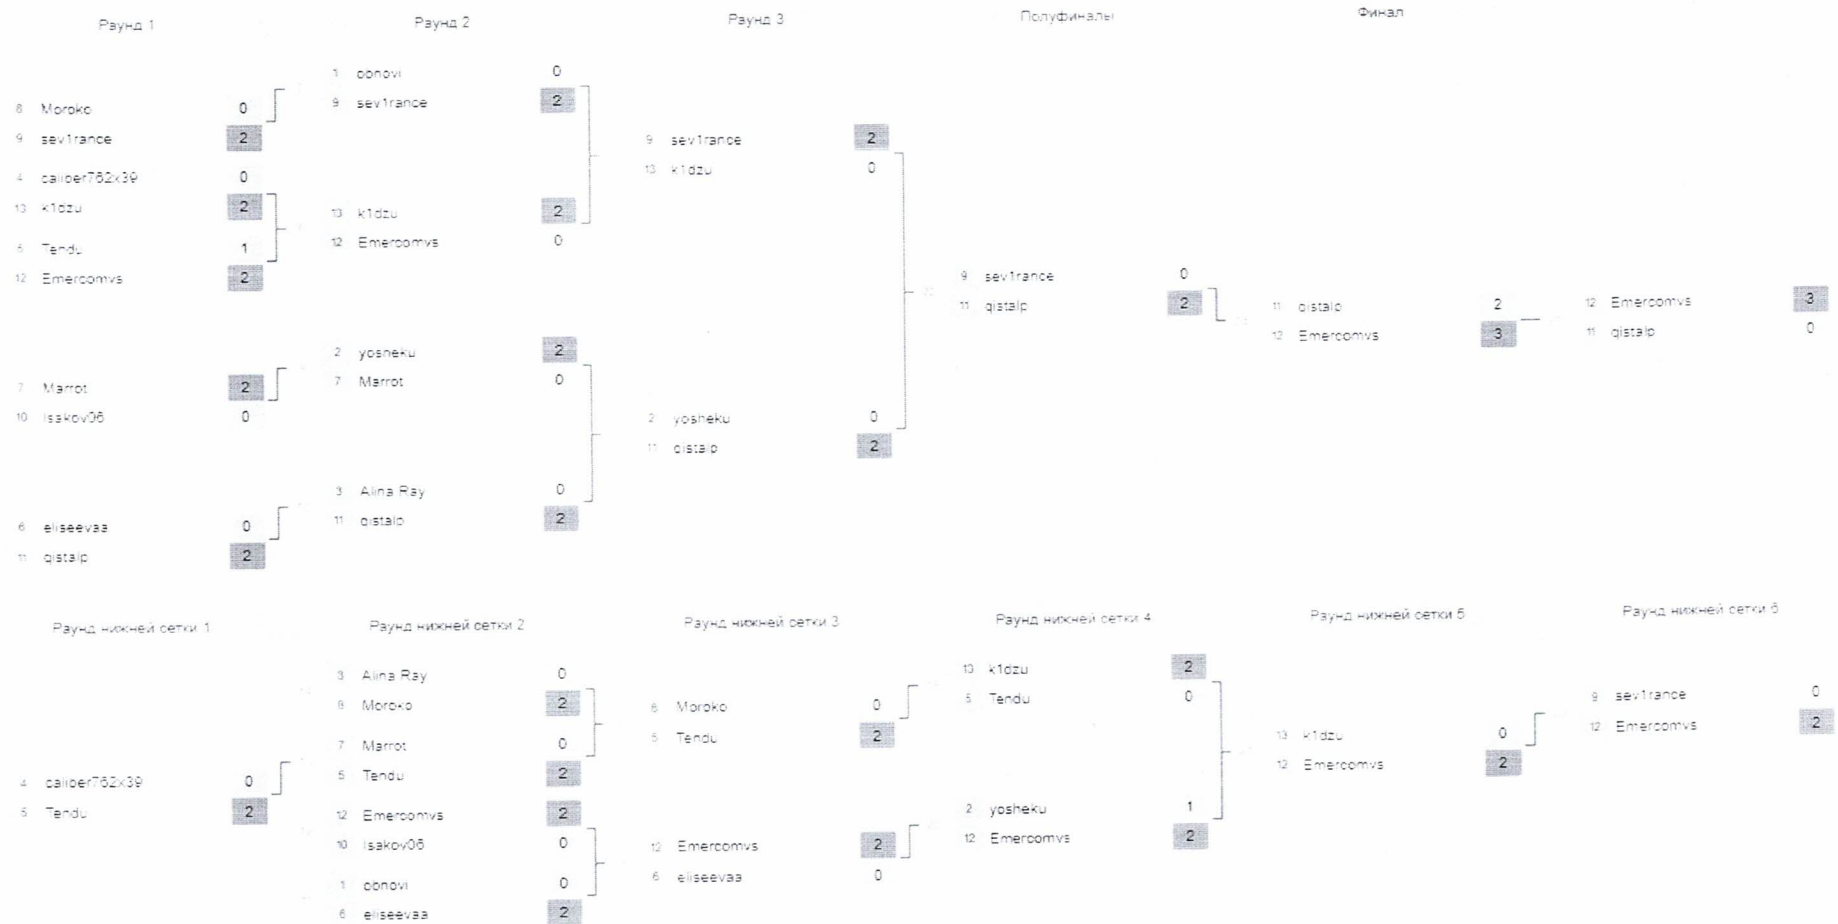 Раунд 1
Раунд 2
Раунд 3
Полуфиналы
Финал
8 Moroko 0
9 sev1rance 2
4 caliber762x39 0
13 k1dzu 2
5 Tendu 1
12 Emercomvs 2
7 Marrot 2
10 Isakov06 0
6 eliseevaa 0
11 qistalp 2
1 obnovi 0
9 sev1rance 2
13 k1dzu 2
12 Emercomvs 0
2 yosheku 2
7 Marrot 0
3 Alina Ray 0
11 qistalp 2
9 sev1rance 2
13 k1dzu 0
2 yosheku 0
11 qistalp 2
9 sev1rance 0
11 qistalp 2
11 qistalp 2
12 Emercomvs 3
12 Emercomvs 3
11 qistalp 0
Раунд нижней сетки 1
Раунд нижней сетки 2
Раунд нижней сетки 3
Раунд нижней сетки 4
Раунд нижней сетки 5
Раунд нижней сетки 6
4 caliber762x39 0
5 Tendu 2
3 Alina Ray 0
8 Moroko 2
7 Marrot 0
5 Tendu 2
12 Emercomvs 2
10 Isakov06 0
1 obnovi 0
6 eliseevaa 2
8 Moroko 0
5 Tendu 2
12 Emercomvs 2
6 eliseevaa 0
13 k1dzu 2
5 Tendu 0
2 yosheku 1
12 Emercomvs 2
13 k1dzu 0
12 Emercomvs 2
9 sev1rance 0
12 Emercomvs 2